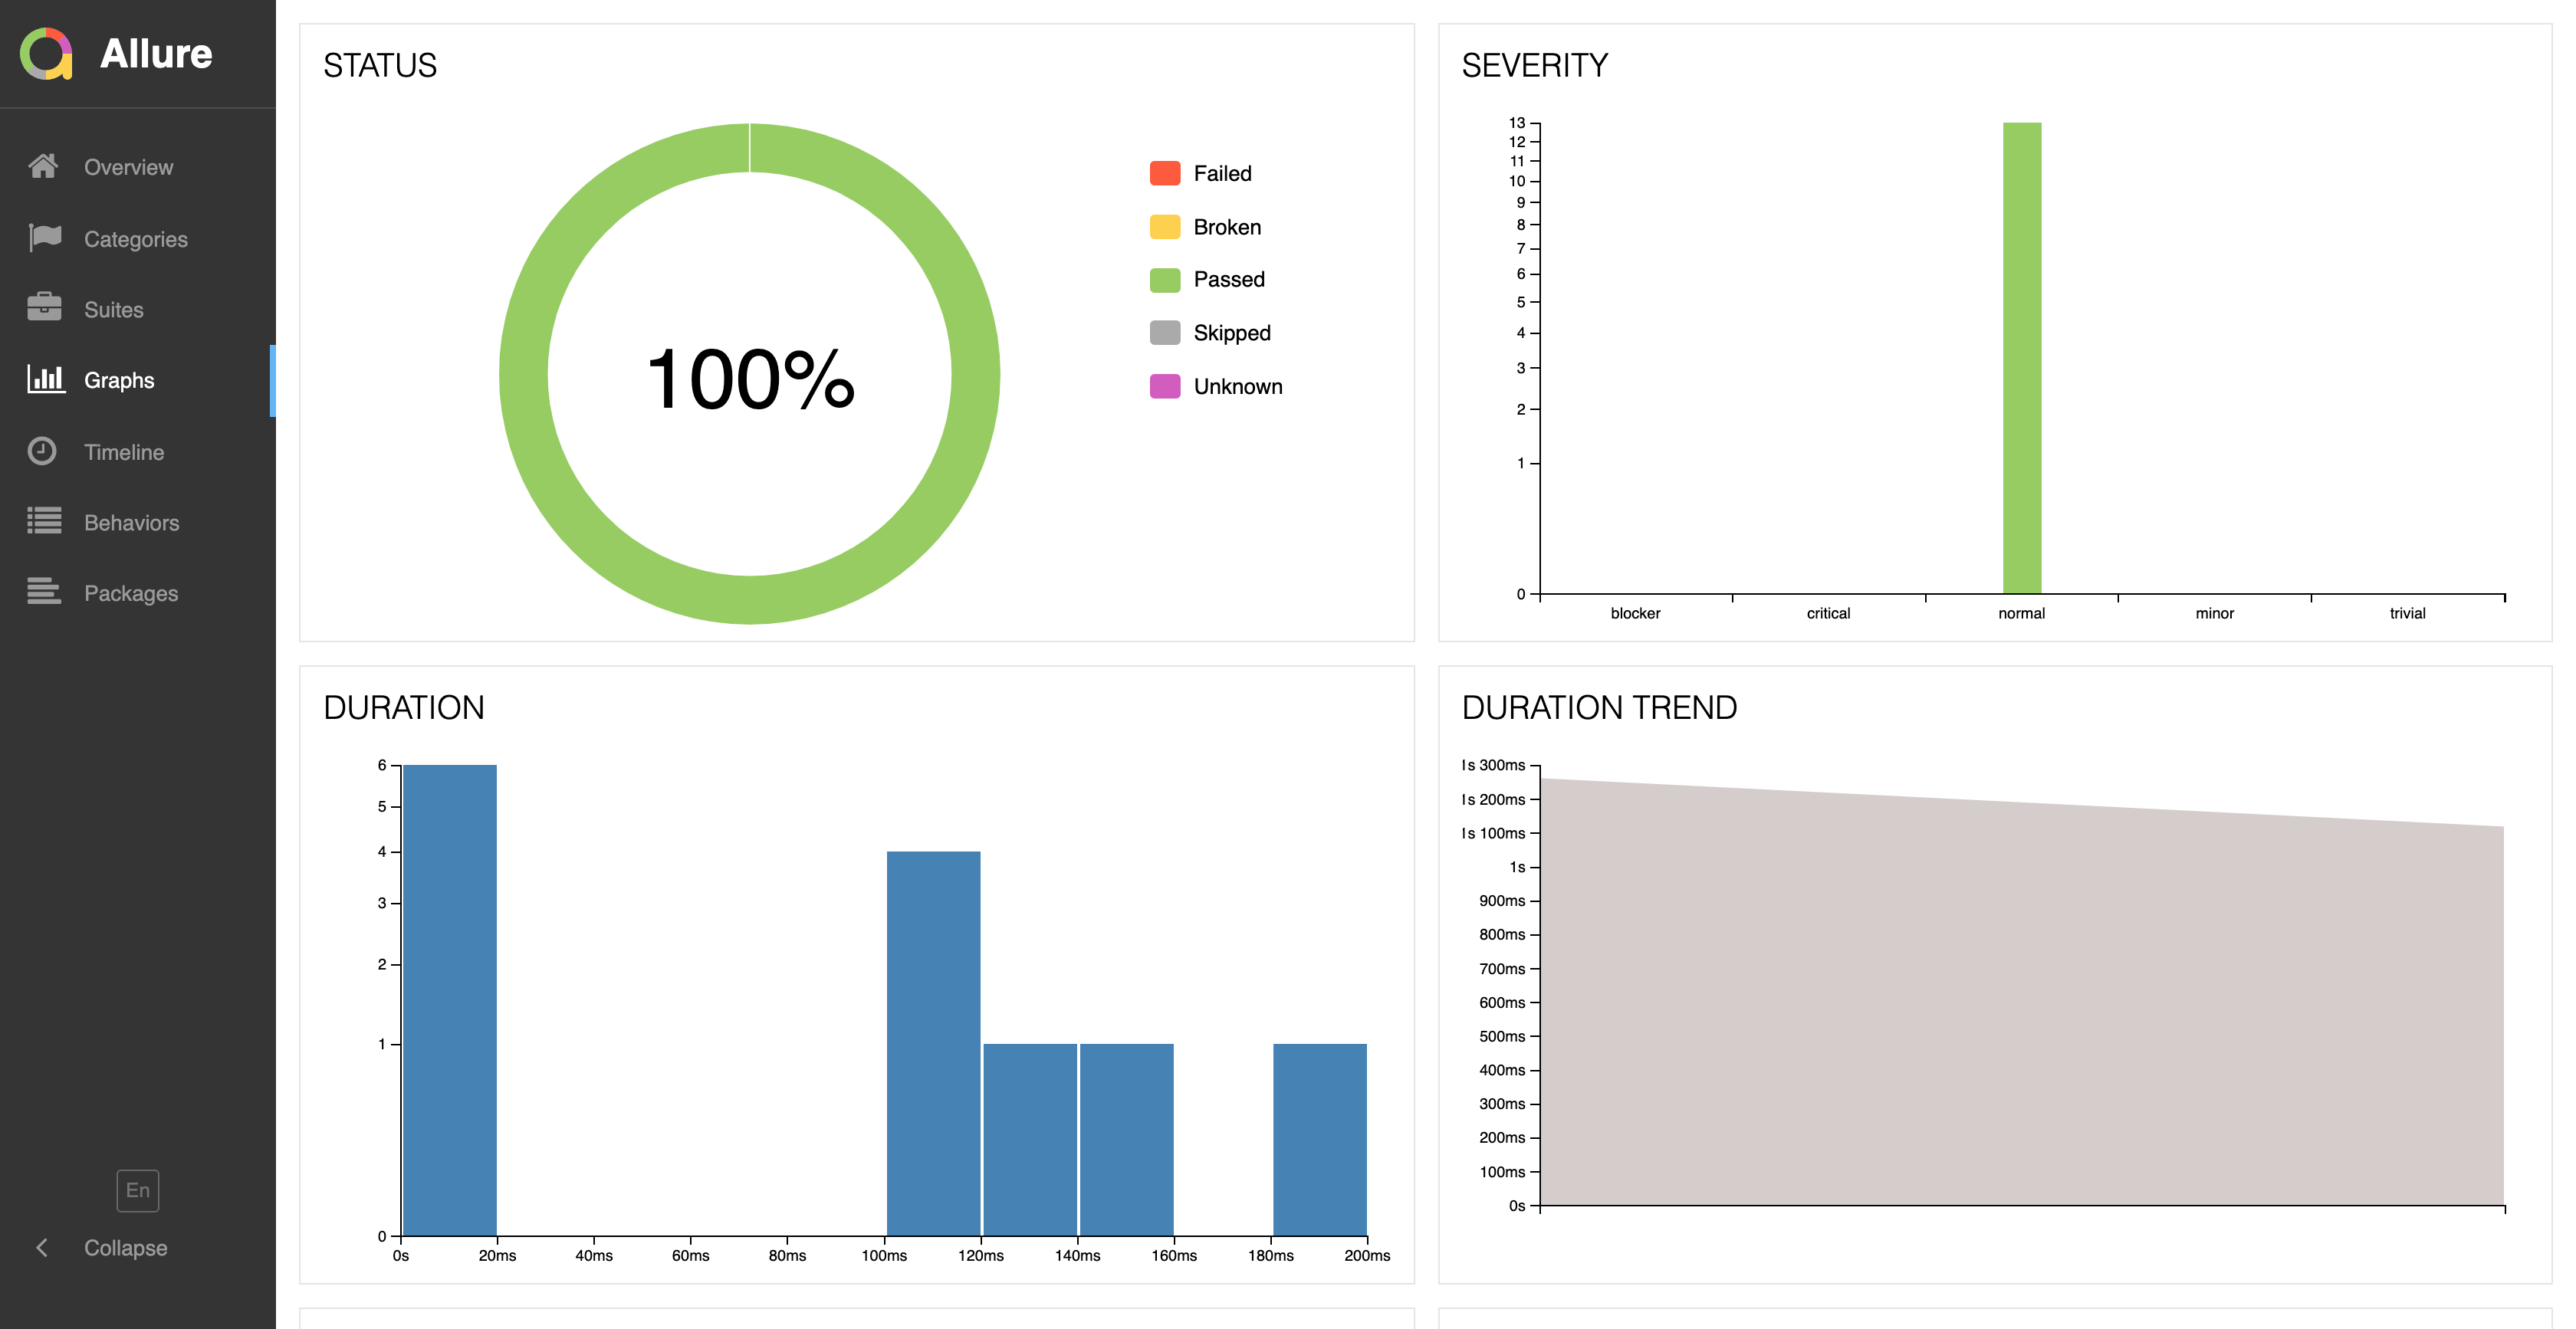 Allure
Overview
Categories
Suites
Graphs
Timeline
Behaviors
Packages
En
Collapse
STATUS
100%
Failed
Broken
Passed
Skipped
Unknown
SEVERITY
13
12
11
10
9
8
7
6
5
4
3
2
1
0
blocker critical normal minor trivial
DURATION
6
5
4
3
2
1
0
0s 20ms 40ms 60ms 80ms 100ms 120ms 140ms 160ms 180ms 200ms
DURATION TREND
1s 300ms
1s 200ms
1s 100ms
1s
900ms
800ms
700ms
600ms
500ms
400ms
300ms
200ms
100ms
0s